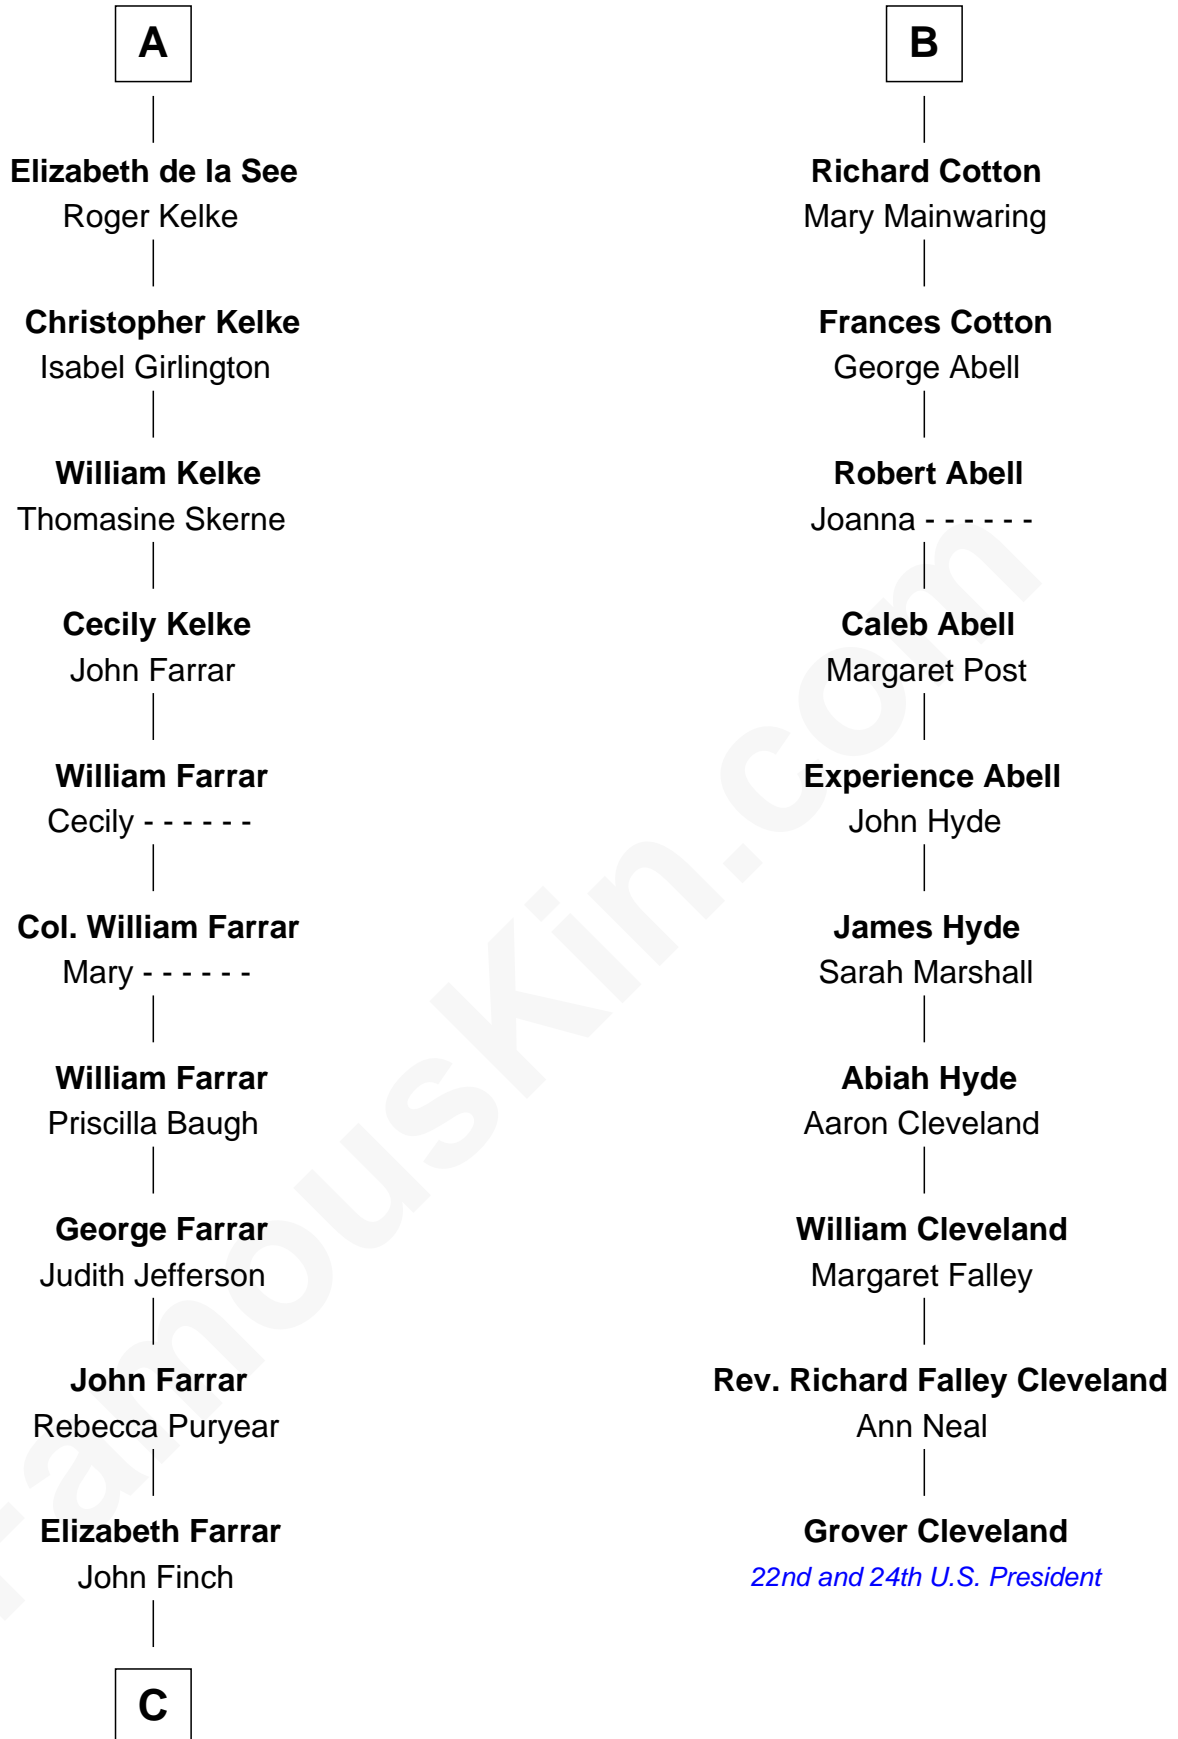 A
Elizabeth de la See
Roger Kelke
Christopher Kelke
Isabel Girlington
William Kelke
Thomasine Skerne
Cecily Kelke
John Farrar
William Farrar
Cecily - - - - - -
Col. William Farrar
Mary - - - - - -
William Farrar
Priscilla Baugh
George Farrar
Judith Jefferson
John Farrar
Rebecca Puryear
Elizabeth Farrar
John Finch
C
B
Richard Cotton
Mary Mainwaring
Frances Cotton
George Abell
Robert Abell
Joanna - - - - - -
Caleb Abell
Margaret Post
Experience Abell
John Hyde
James Hyde
Sarah Marshall
Abiah Hyde
Aaron Cleveland
William Cleveland
Margaret Falley
Rev. Richard Falley Cleveland
Ann Neal
Grover Cleveland
22nd and 24th U.S. President
FamousKin.com